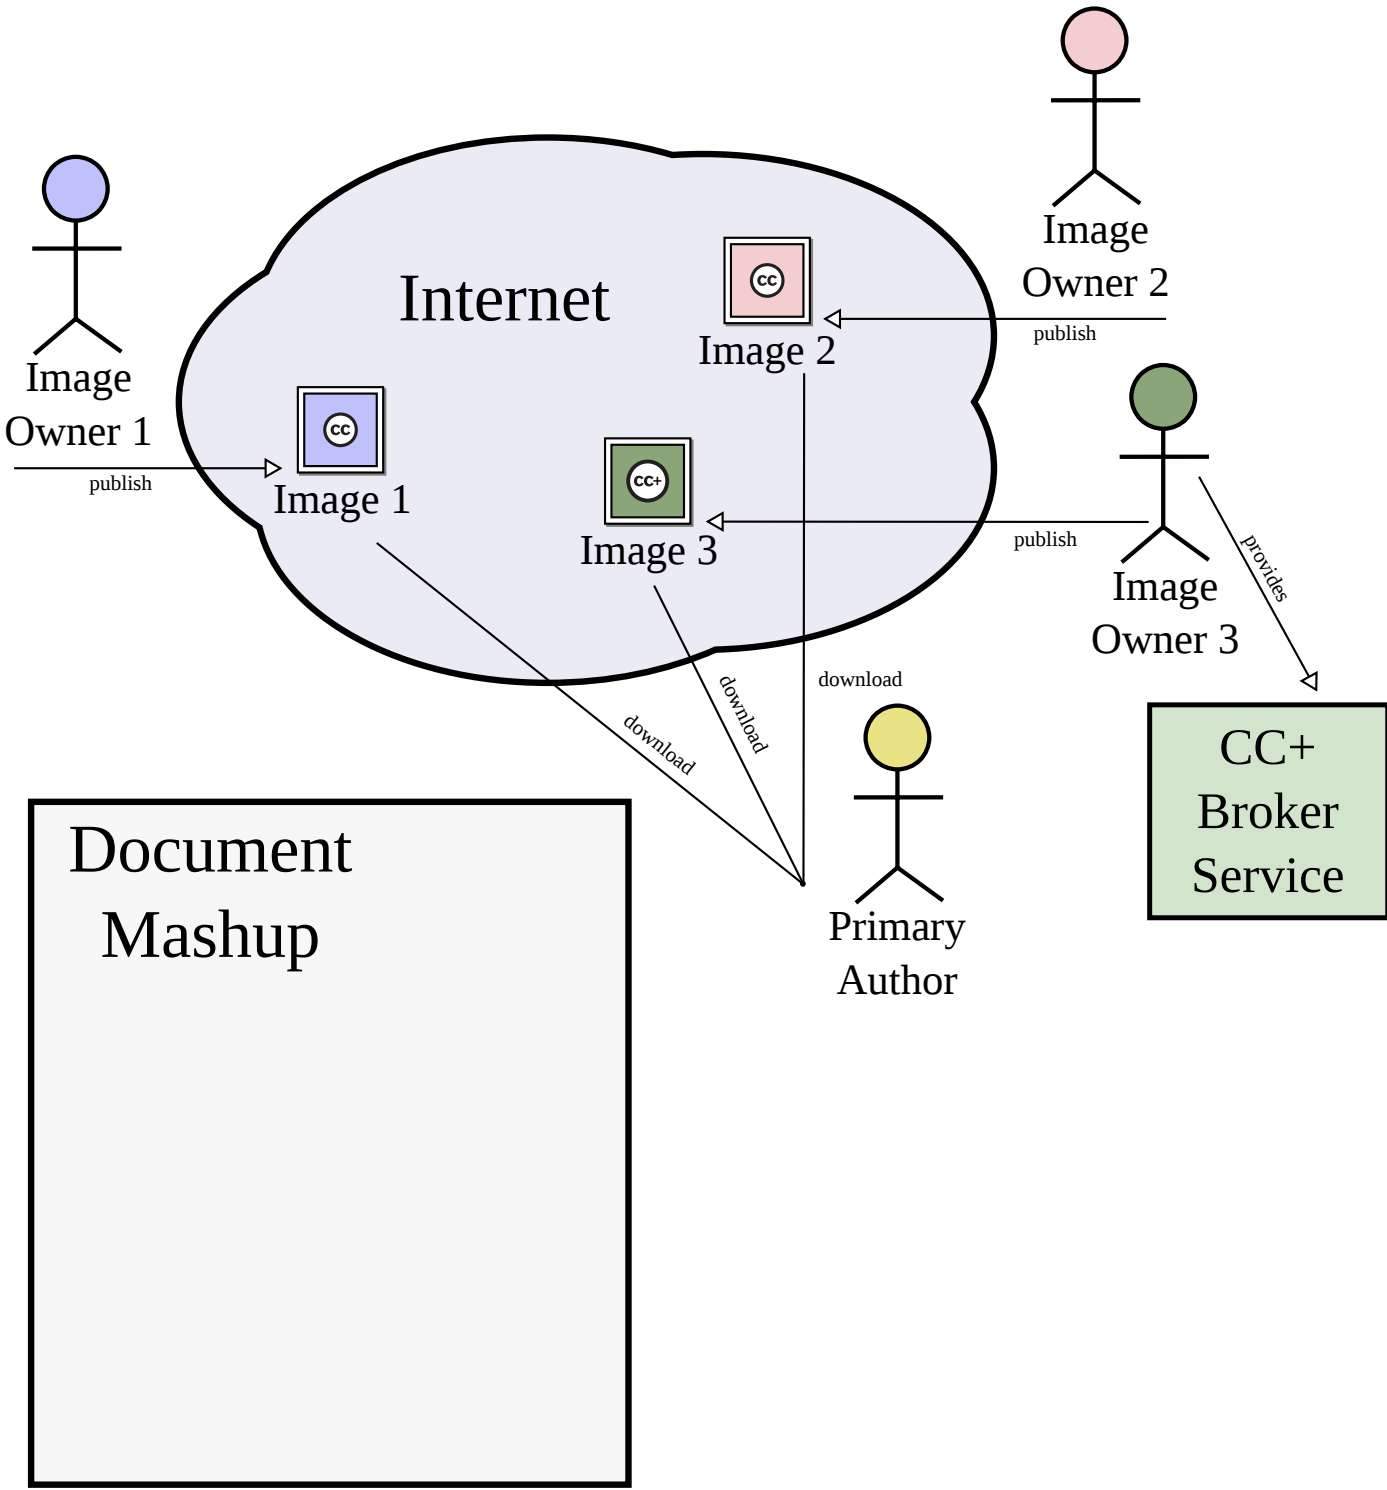 Image
Owner 2
publish
Internet
CC
Image 2
Image
Owner 1
publish
CC
Image 1
CC+
Image 3
publish
Image
Owner 3
provides
download
download
download
CC+
Broker
Service
Primary
Author
Document
Mashup